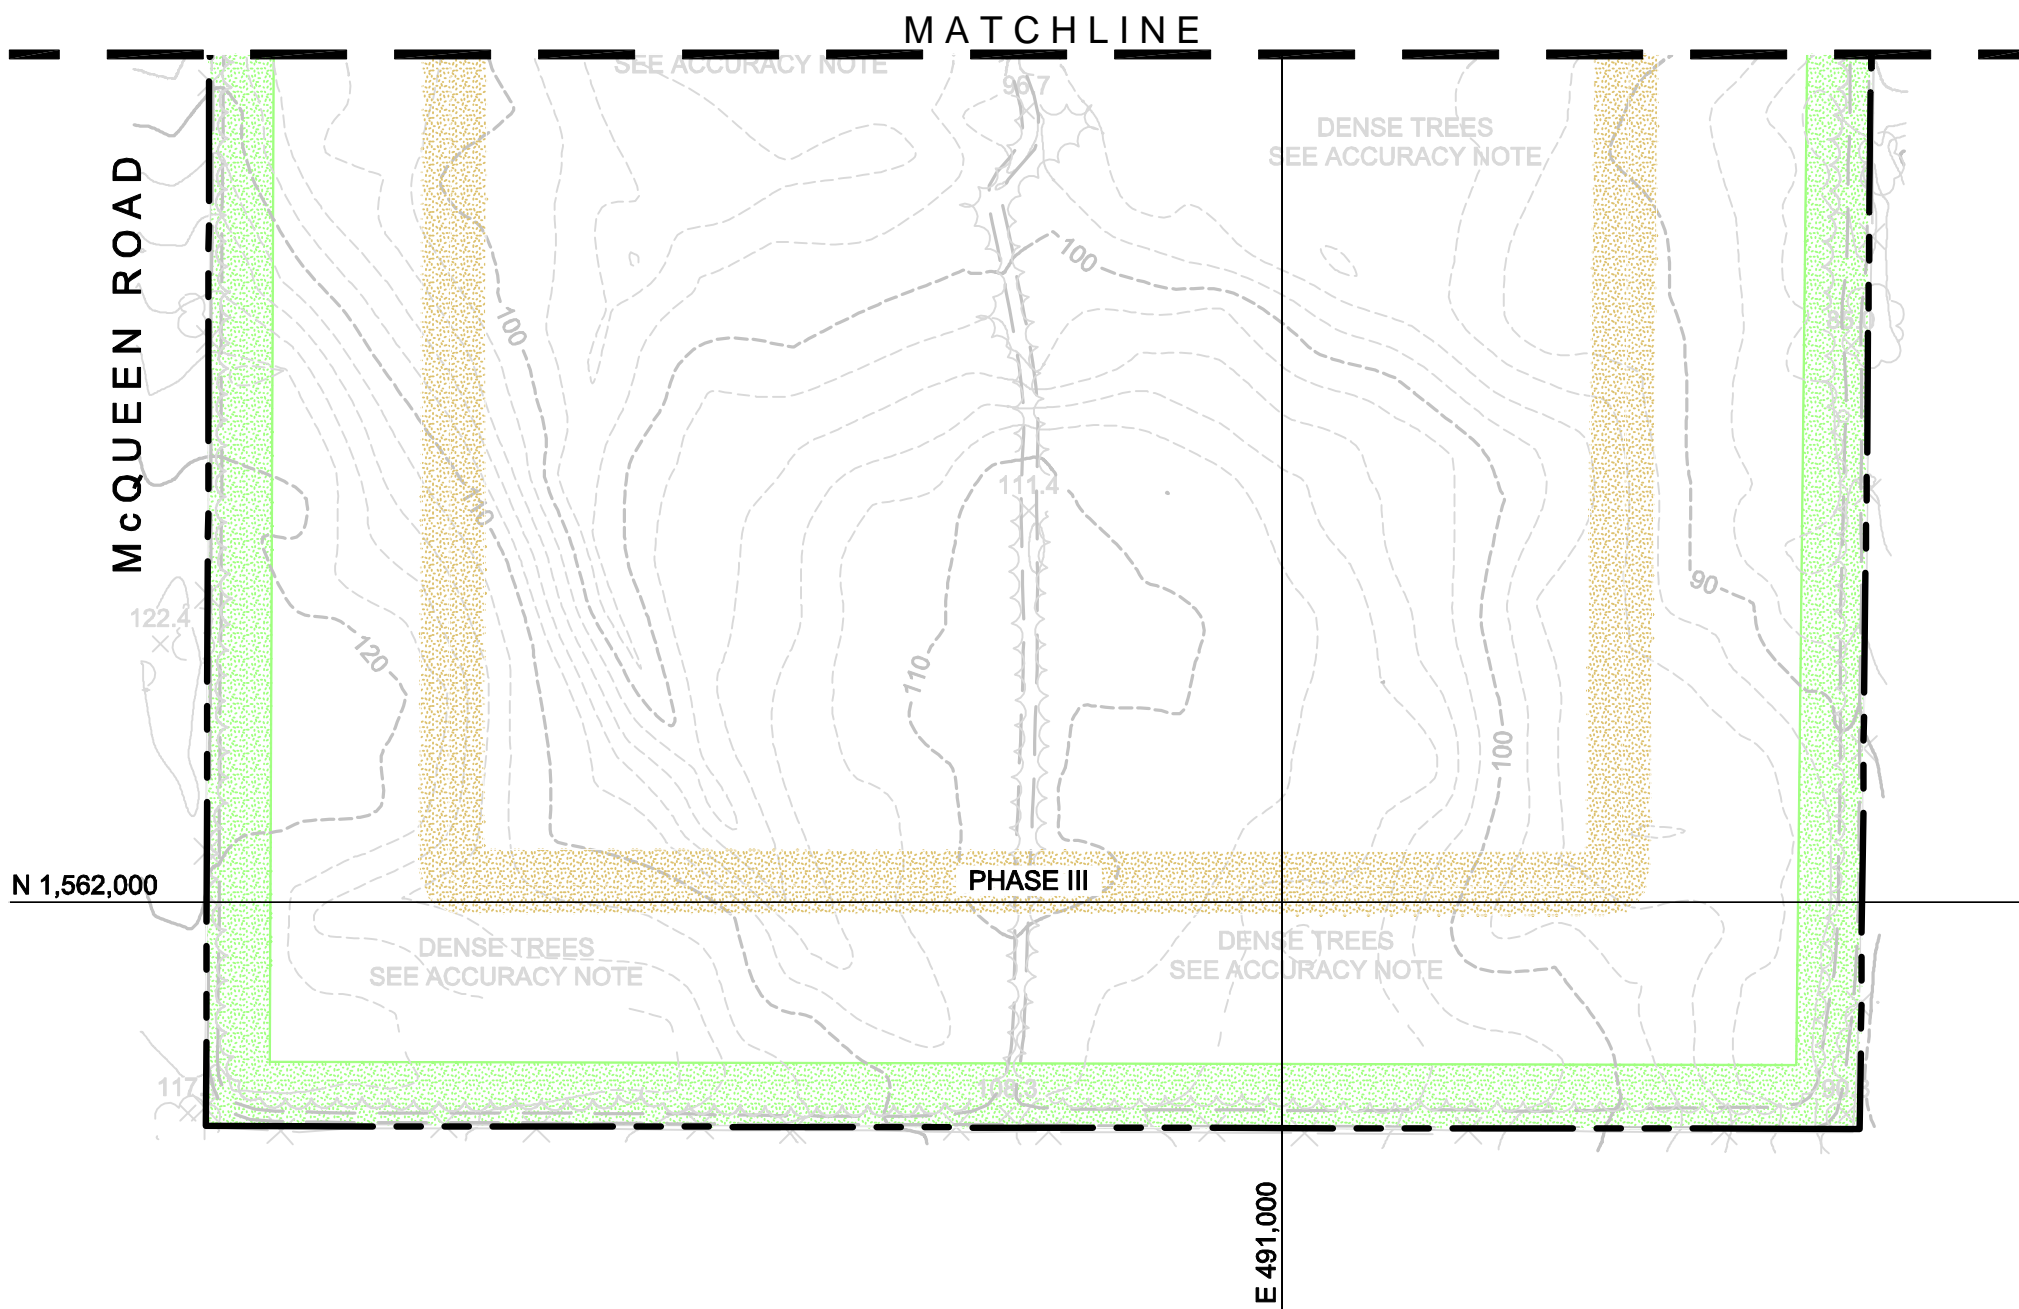 MATCHLINE
SEE ACCURACY NOTE
96.7
DENSE TREES
SEE ACCURACY NOTE
McQUEEN ROAD
100
100
110
111.4
90
122.4
120
110
100
PHASE III
N 1,562,000
DENSE TREES
SEE ACCURACY NOTE
DENSE TREES
SEE ACCURACY NOTE
117
E 491,000